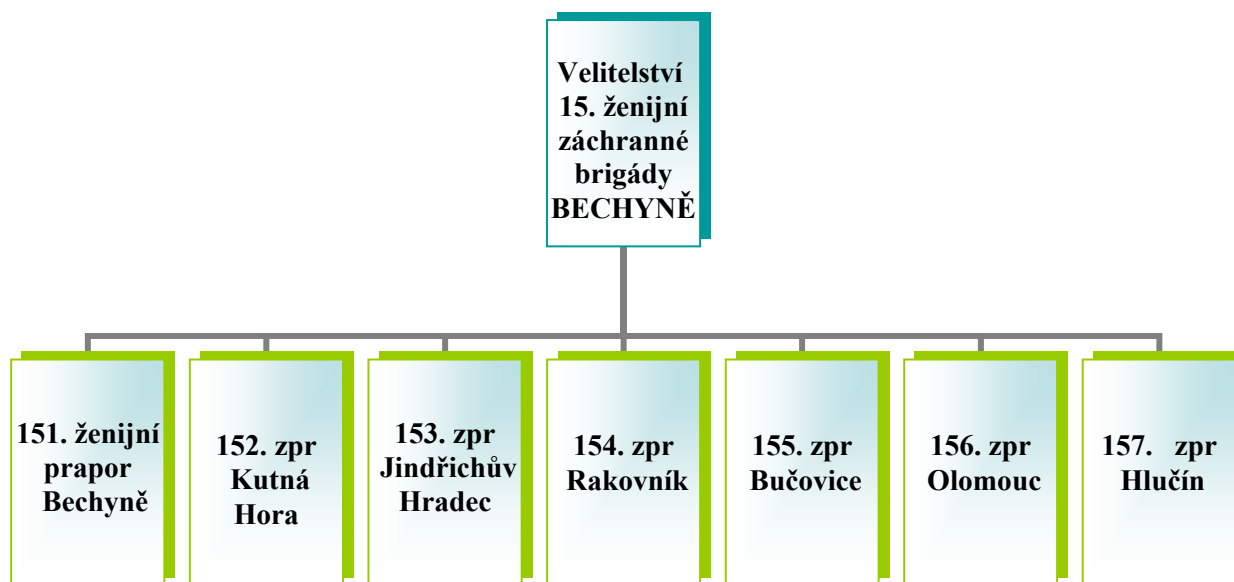 Velitelství
15. ženijní
záchranné
brigády
BECHYNĚ
151. ženijní
prapor
Bechyně
152. zpr
Kutná
Hora
153. zpr
Jindřichův
Hradec
154. zpr
Rakovník
155. zpr
Bučovice
156. zpr
Olomouc
157. zpr
Hlučín